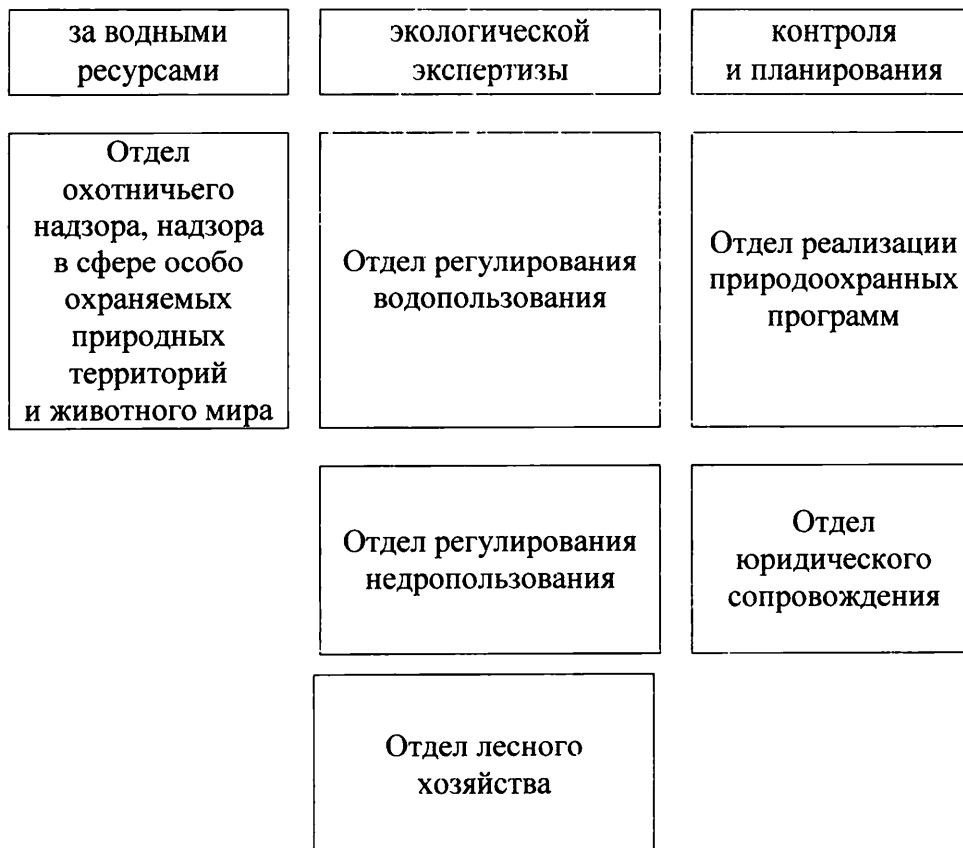 за водными
ресурсами
экологической
экспертизы
контроля
и планирования
Отдел
охотничьего
надзора, надзора
в сфере особо
охраняемых
природных
территорий
и животного мира
Отдел регулирования
водопользования
Отдел реализации
природоохранных
программ
Отдел регулирования
недропользования
Отдел
юридического
сопровождения
Отдел лесного
хозяйства